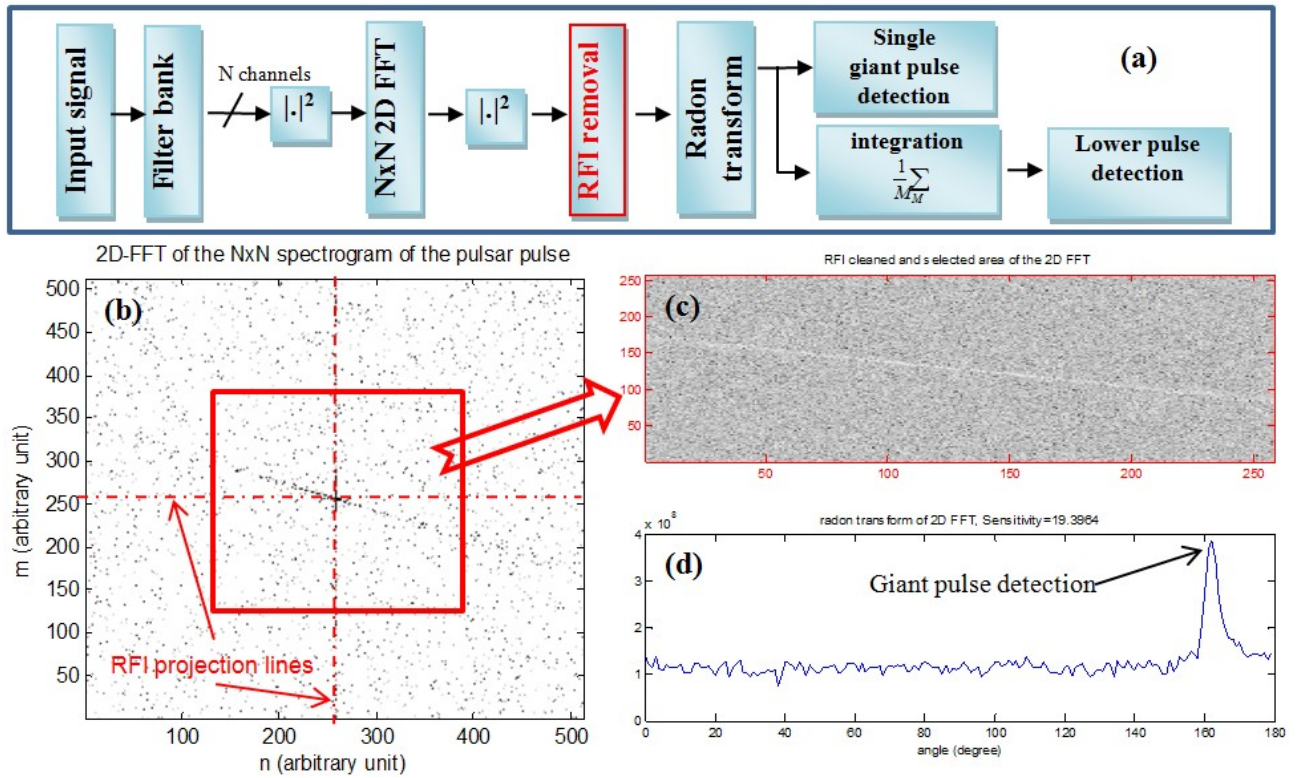 Input signal
Filter bank
N channels
|.|²
NxN 2D FFT
|.|²
RFI removal
Radon
transform
Single
giant pulse
detection
(a)
integration
1/M ∑ M
Lower pulse
detection
2D-FFT of the NxN spectrogram of the pulsar pulse
(b)
500
450
400
350
300
250
200
150
100
50
m (arbitrary unit)
RFI projection lines
100 200 300 400 500
n (arbitrary unit)
RFI cleaned and selected area of the 2D FFT
(c)
250
200
150
100
50
50 100 150 200 250
radon transform of 2D FFT, Sensitivity=19.3964
x 10⁸
(d)
Giant pulse detection
4
3
2
1
0
0 20 40 60 80 100 120 140 160 180
angle (degree)